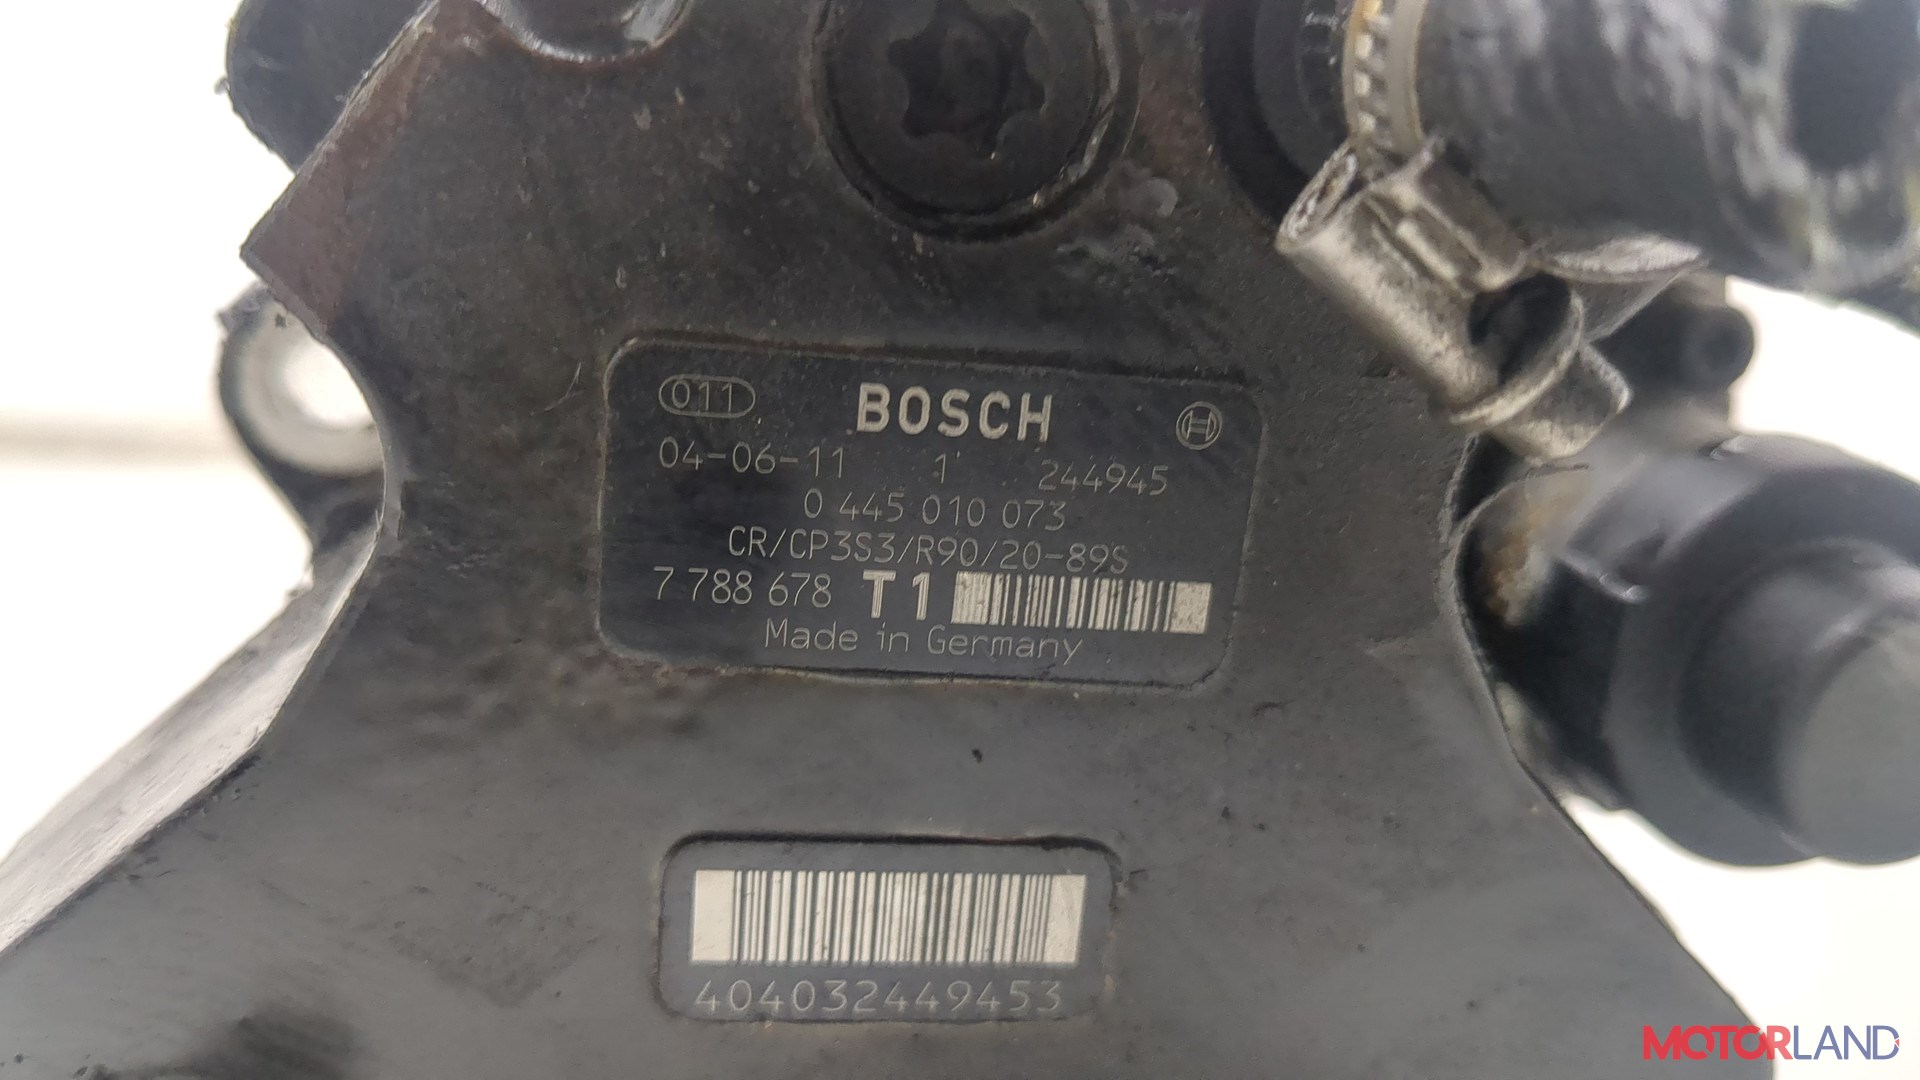 011 BOSCH
04-06-11 1 244945
0 445 010 073
CR/CP3S3/R90/20-89S
7 788 678 T1
Made in Germany
404032449453
MOTORLAND